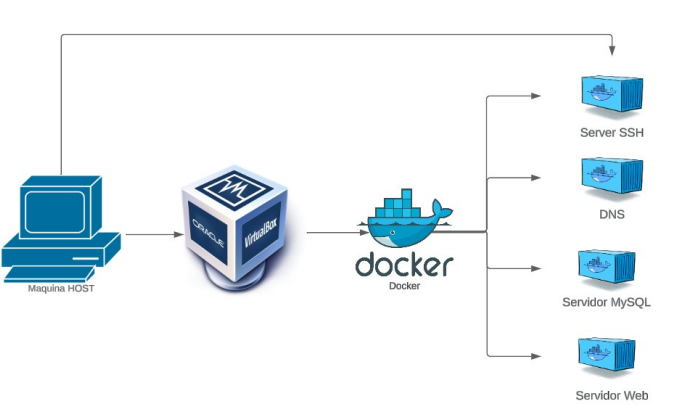 Server SSH
DNS
ORACLE
VirtualBox
docker
Docker
Maquina HOST
Servidor MySQL
Servidor Web